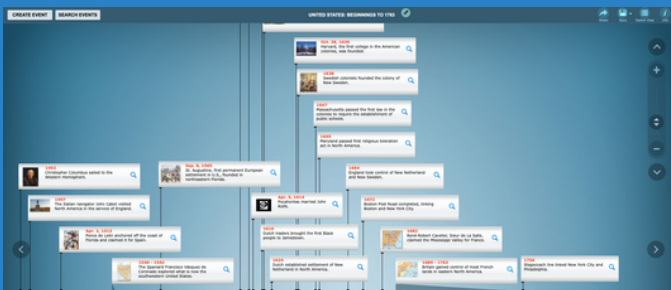 CREATE EVENT
SEARCH EVENTS
UNITED STATES: BEGINNINGS TO 1783
Oct. 28, 1636
Harvard, the first college in the American
colonies, was founded.
1638
Swedish colonists founded the colony of
New Sweden.
1647
Massachusetts passed the first law in the
colonies to require the establishment of
public schools.
1649
Maryland passed first religious toleration
act in North America.
1492
Christopher Columbus sailed to the
Western Hemisphere.
Sep. 8, 1565
St. Augustine, first permanent European
settlement in U.S., founded in
northeastern Florida.
1664
England took control of New Netherland
and New Sweden.
1497
The Italian navigator John Cabot visited
North America in the service of England.
Apr. 5, 1614
Pocahontas married John
Rolfe.
1672
Boston Post Road completed, linking
Boston and New York City.
Apr. 2, 1513
Ponce de León anchored off the coast of
Florida and claimed it for Spain.
1619
Dutch traders brought the first Black
people to Jamestown.
1682
René-Robert Cavelier, Sieur de La Salle,
claimed the Mississippi Valley for France.
1540 - 1542
The Spaniard Francisco Vásquez de
Coronado explored what is now the
southwestern United States.
1624
Dutch established settlement of New
Netherland in North America.
1689 - 1763
Britain gained control of most French
lands in eastern North America.
1756
Stagecoach line linked New York City and
Philadelphia.